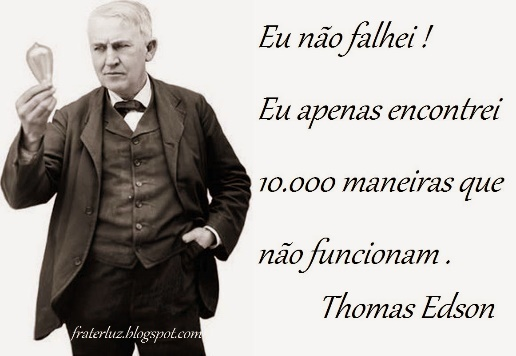 Eu não falhei !
Eu apenas encontrei
10.000 maneiras que
não funcionam .
Thomas Edson
fraterluz.blogspot.com